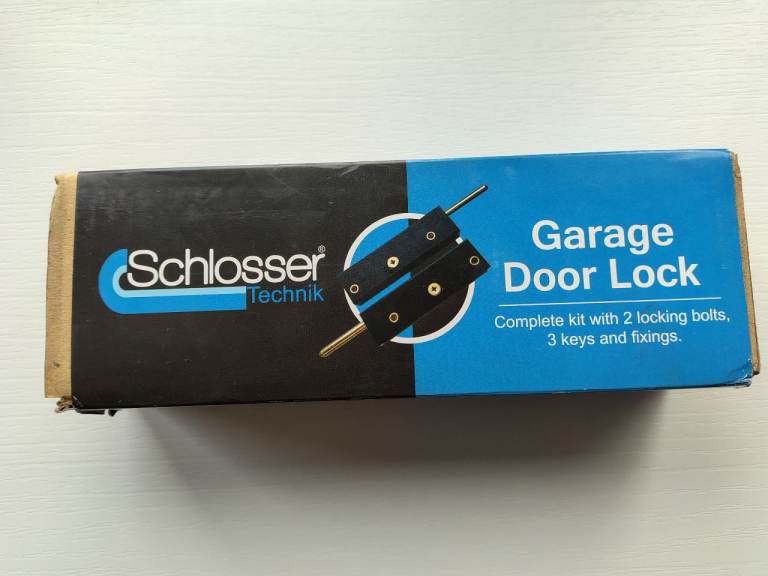 Schlosser®
Technik
Garage
Door Lock
Complete kit with 2 locking bolts,
3 keys and fixings.